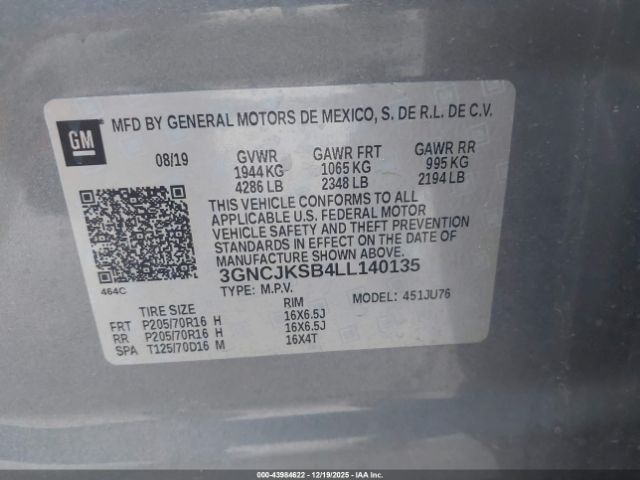 GM
MFD BY GENERAL MOTORS DE MEXICO, S. DE R.L. DE C.V.
08/19 GVWR GAWR FRT GAWR RR
1944 KG 1065 KG 995 KG
4286 LB 2348 LB 2194 LB
THIS VEHICLE CONFORMS TO ALL
APPLICABLE U.S. FEDERAL MOTOR
VEHICLE SAFETY AND THEFT PREVENTION
STANDARDS IN EFFECT ON THE DATE OF
MANUFACTURE SHOWN ABOVE.
3GNCJKSB4LL140135
464C
TYPE: M.P.V. MODEL: 451JU76
TIRE SIZE RIM
FRT P205/70R16 H 16X6.5J
RR P205/70R16 H 16X6.5J
SPA T125/70D16 M 16X4T
000-43984622 - 12/19/2025 - IAAI, Inc.